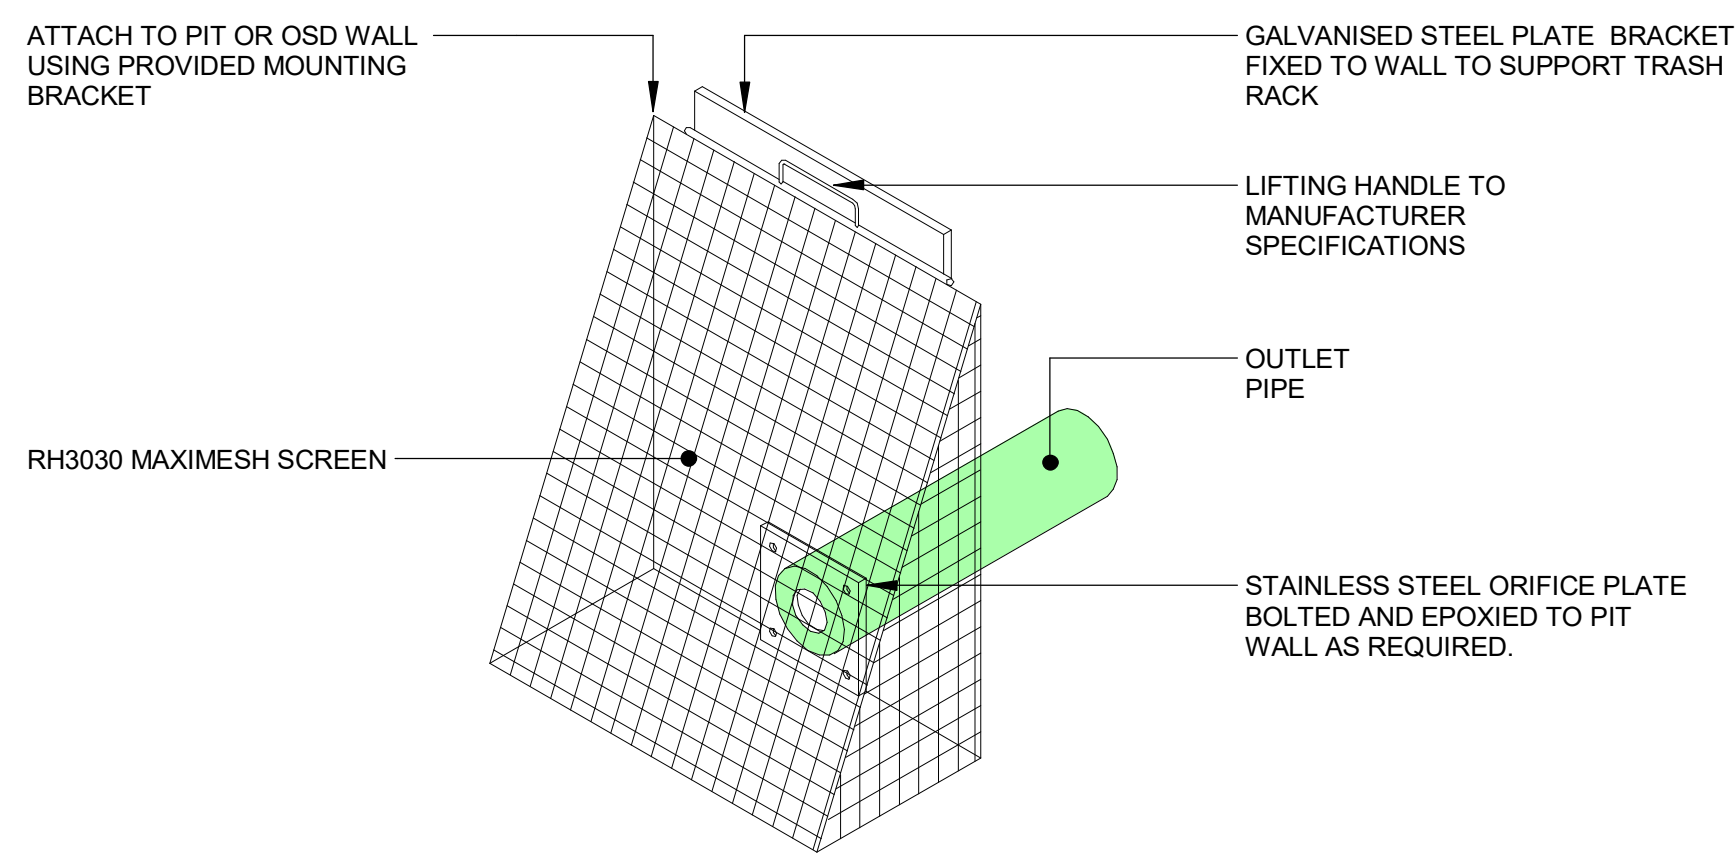 ATTACH TO PIT OR OSD WALL
USING PROVIDED MOUNTING
BRACKET
GALVANISED STEEL PLATE  BRACKET
FIXED TO WALL TO SUPPORT TRASH
RACK
LIFTING HANDLE TO
MANUFACTURER
SPECIFICATIONS
OUTLET
PIPE
RH3030 MAXIMESH SCREEN
STAINLESS STEEL ORIFICE PLATE
BOLTED AND EPOXIED TO PIT
WALL AS REQUIRED.